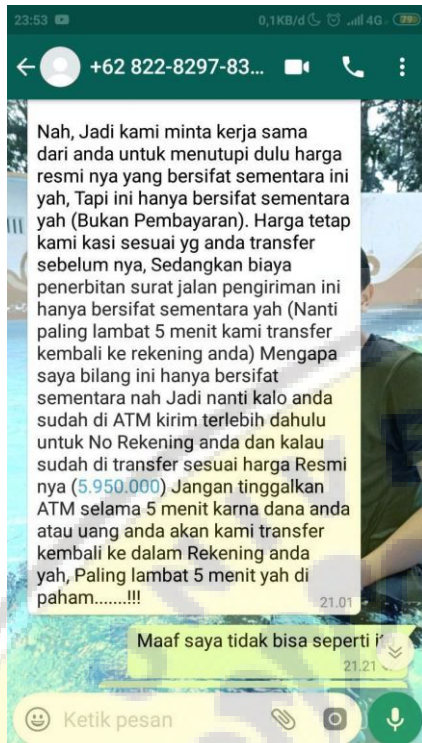 23:53
0,1KB/d 4G 79
+62 822-8297-83...
Nah, Jadi kami minta kerja sama
dari anda untuk menutupi dulu harga
resmi nya yang bersifat sementara ini
yah, Tapi ini hanya bersifat sementara
yah (Bukan Pembayaran). Harga tetap
kami kasi sesuai yg anda transfer
sebelum nya, Sedangkan biaya
penerbitan surat jalan pengiriman ini
hanya bersifat sementara yah (Nanti
paling lambat 5 menit kami transfer
kembali ke rekening anda) Mengapa
saya bilang ini hanya bersifat
sementara nah Jadi nanti kalo anda
sudah di ATM kirim terlebih dahulu
untuk No Rekening anda dan kalau
sudah di transfer sesuai harga Resmi
nya (5.950.000) Jangan tinggalkan
ATM selama 5 menit karna dana anda
atau uang anda akan kami transfer
kembali ke dalam Rekening anda
yah, Paling lambat 5 menit yah di
paham.......!!!
21.01
Maaf saya tidak bisa seperti
21.21
Ketik pesan